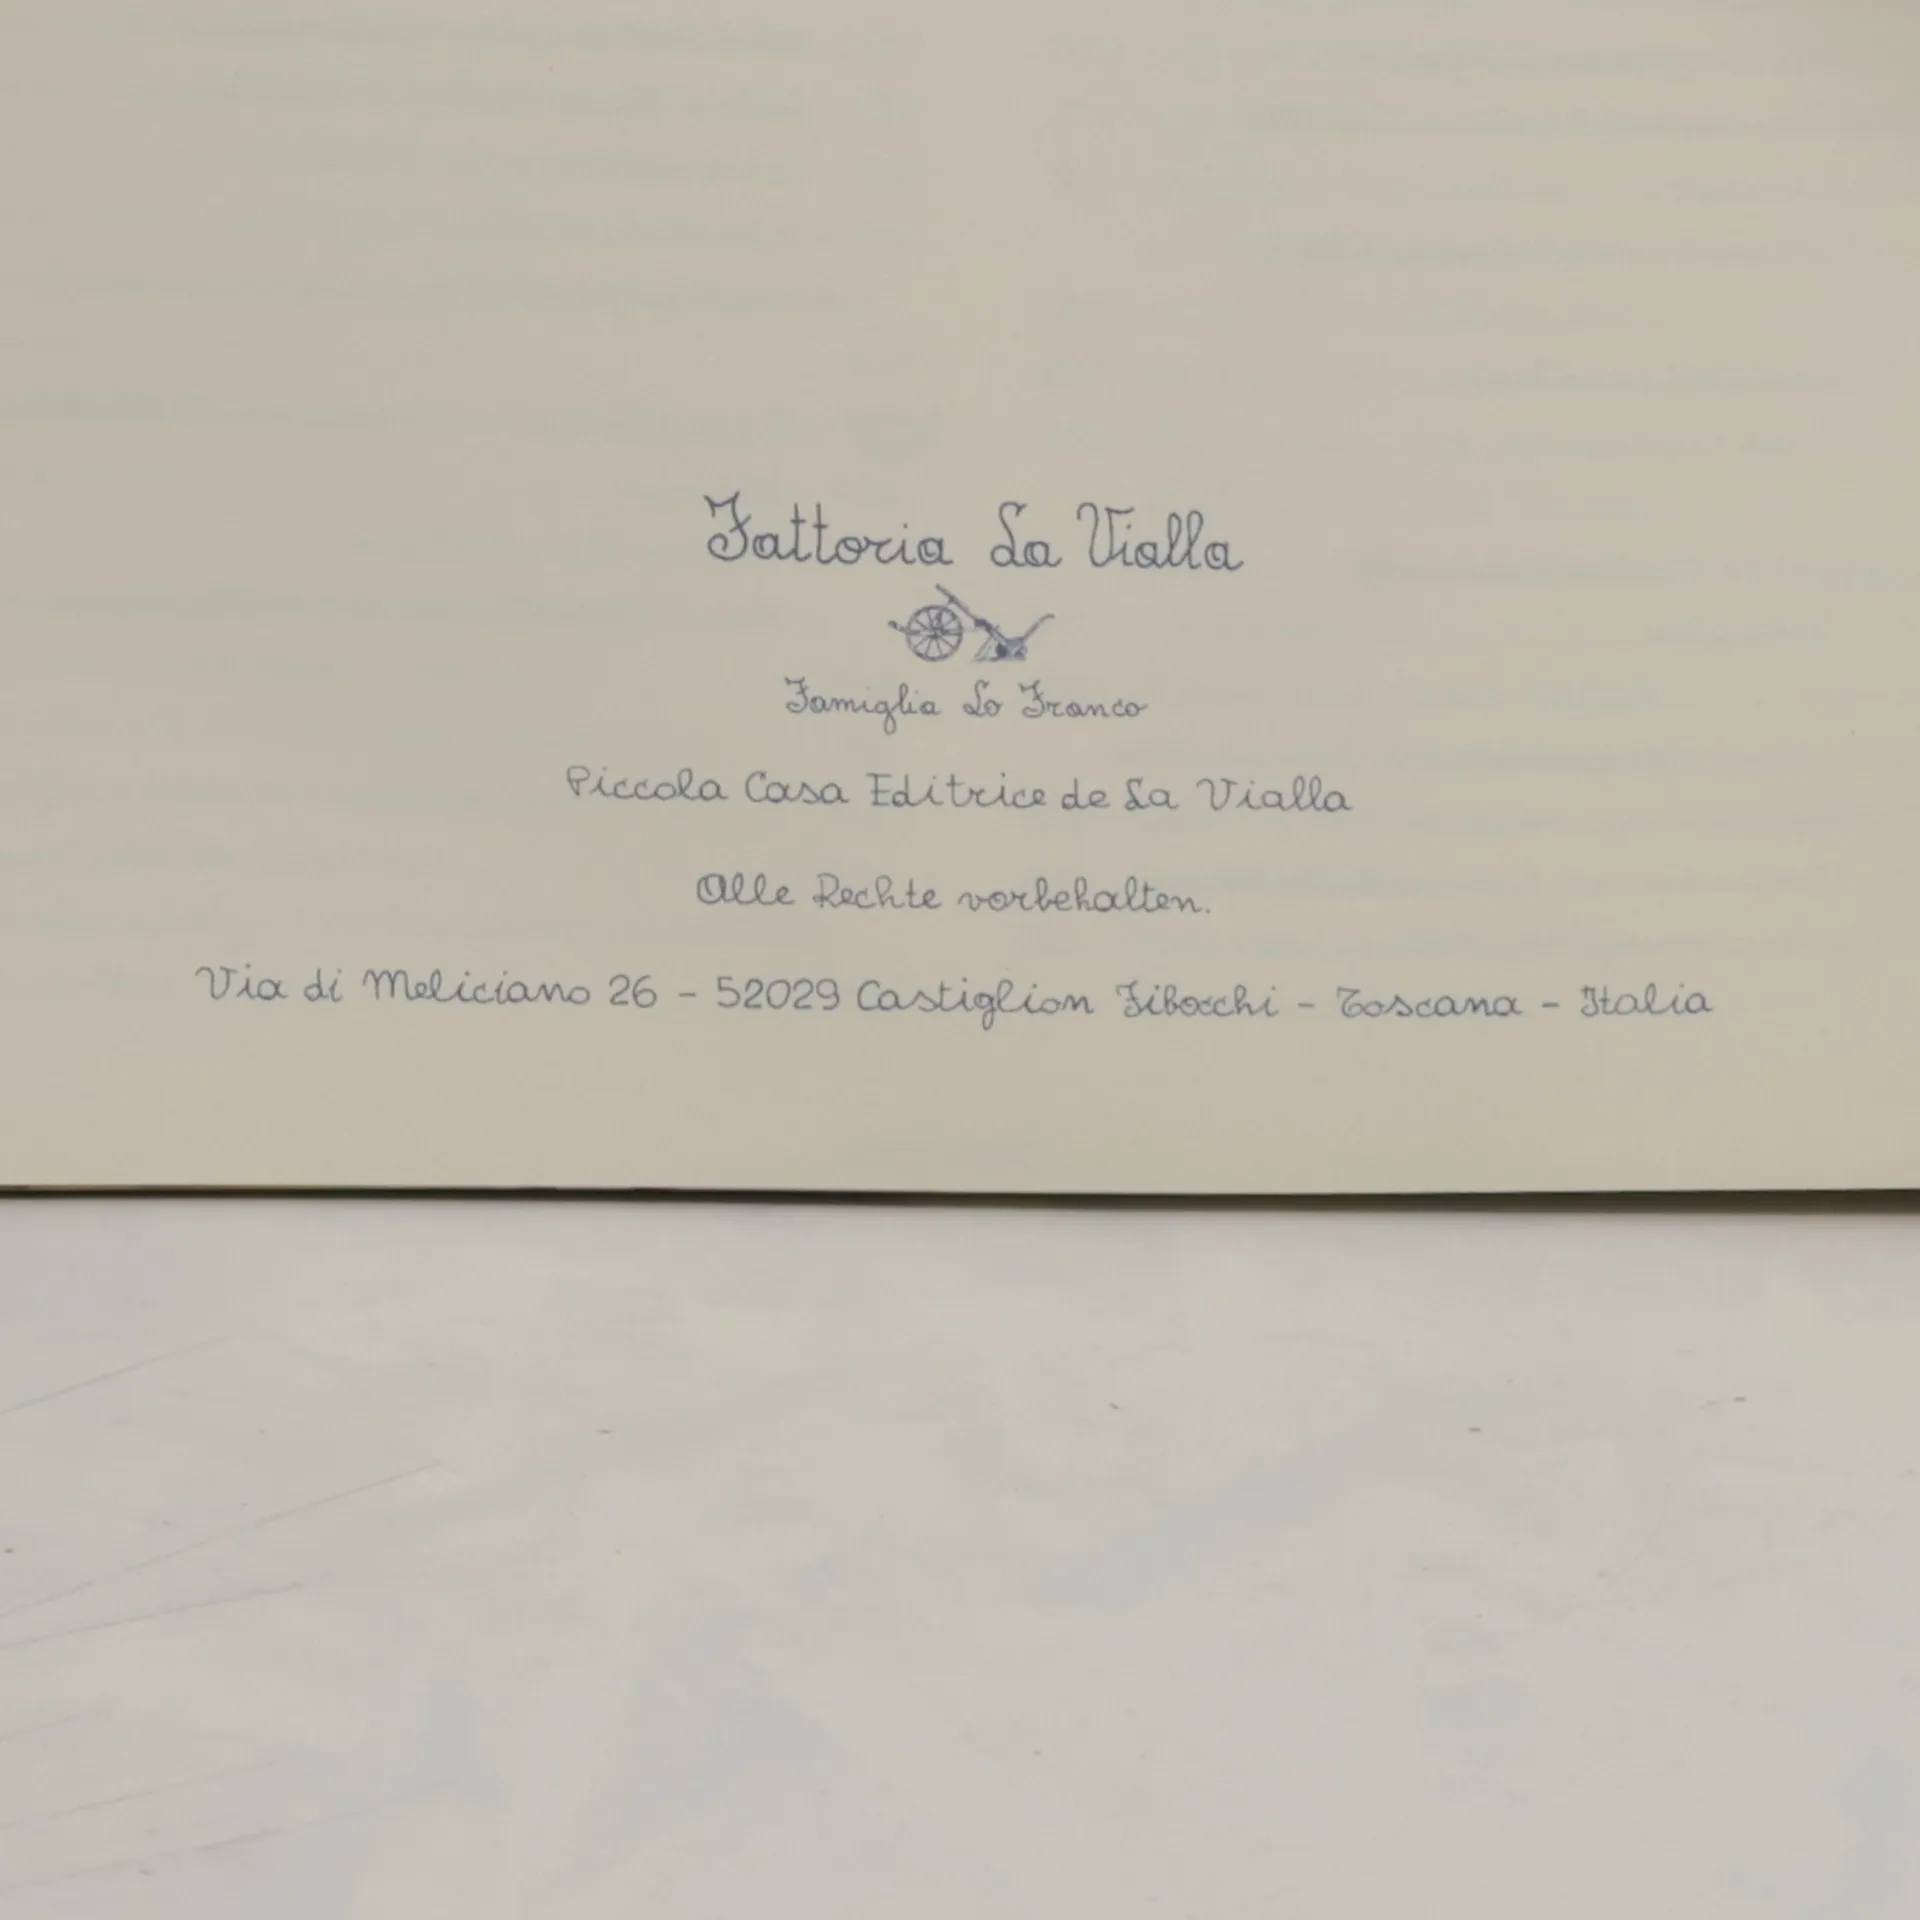 Fattoria La Vialla
Famiglia Lo Franco
Piccola Casa Editrice de La Vialla
Alle Rechte vorbehalten.
Via di Meliciano 26 - 52029 Castiglion Fibocchi - Toscana - Italia